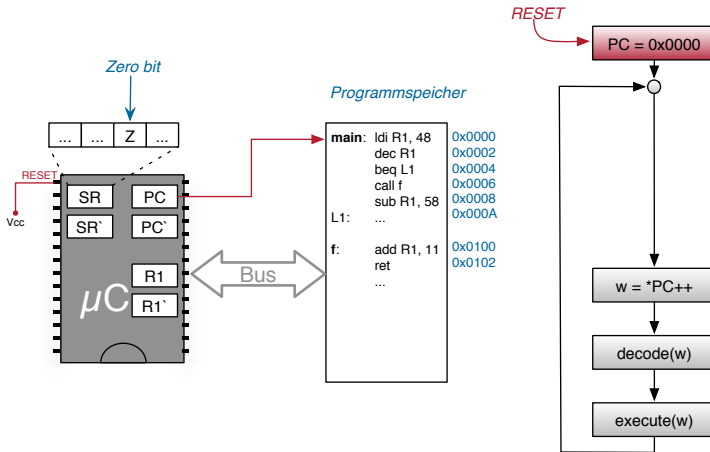 RESET
PC = 0x0000
Zero bit
Programmspeicher
... ... Z ...
main: ldi R1, 48 0x0000
dec R1 0x0002
beq L1 0x0004
call f 0x0006
sub R1, 58 0x0008
L1: ... 0x000A
f: add R1, 11 0x0100
ret 0x0102
...
RESET
Vcc
SR PC
SR` PC`
R1
R1`
µC
Bus
w = *PC++
decode(w)
execute(w)